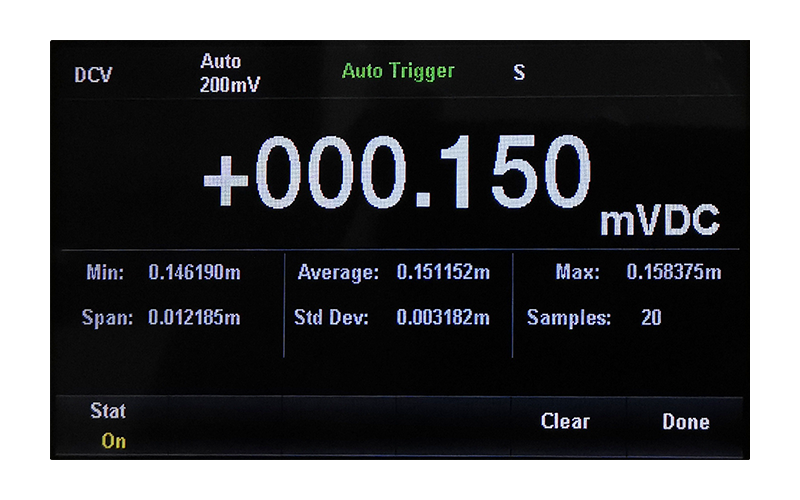 DCV Auto Auto Trigger S
200mV
+000.150 mVDC
Min: 0.146190m Average: 0.151152m Max: 0.158375m
Span: 0.012185m Std Dev: 0.003182m Samples: 20
Stat Clear Done
On